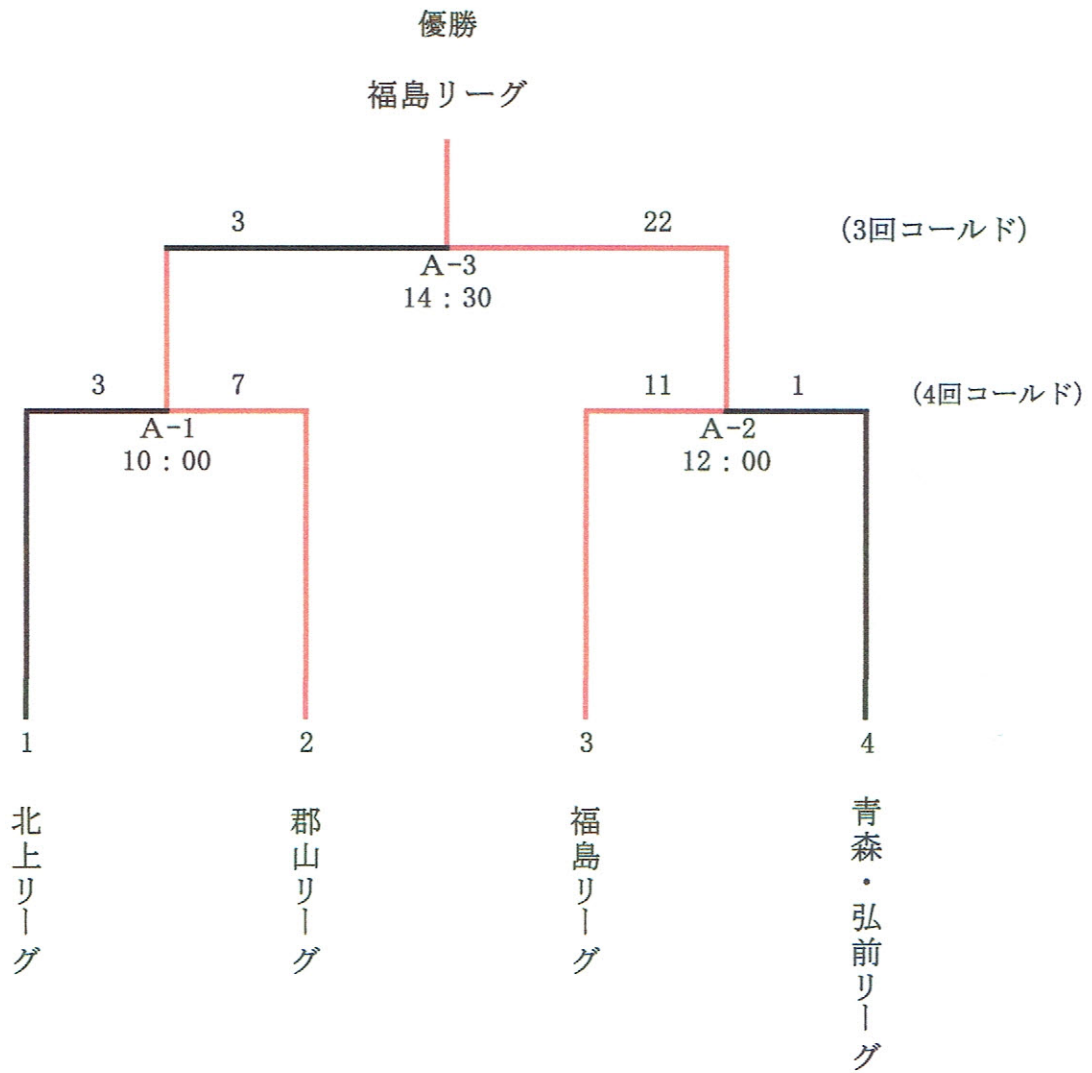 優勝
福島リーグ
3
22
(3回コールド)
A-3
14：30
3
7
11
1
(4回コールド)
A-1
10：00
A-2
12：00
1
2
3
4
北上リーグ
郡山リーグ
福島リーグ
青森・弘前リーグ